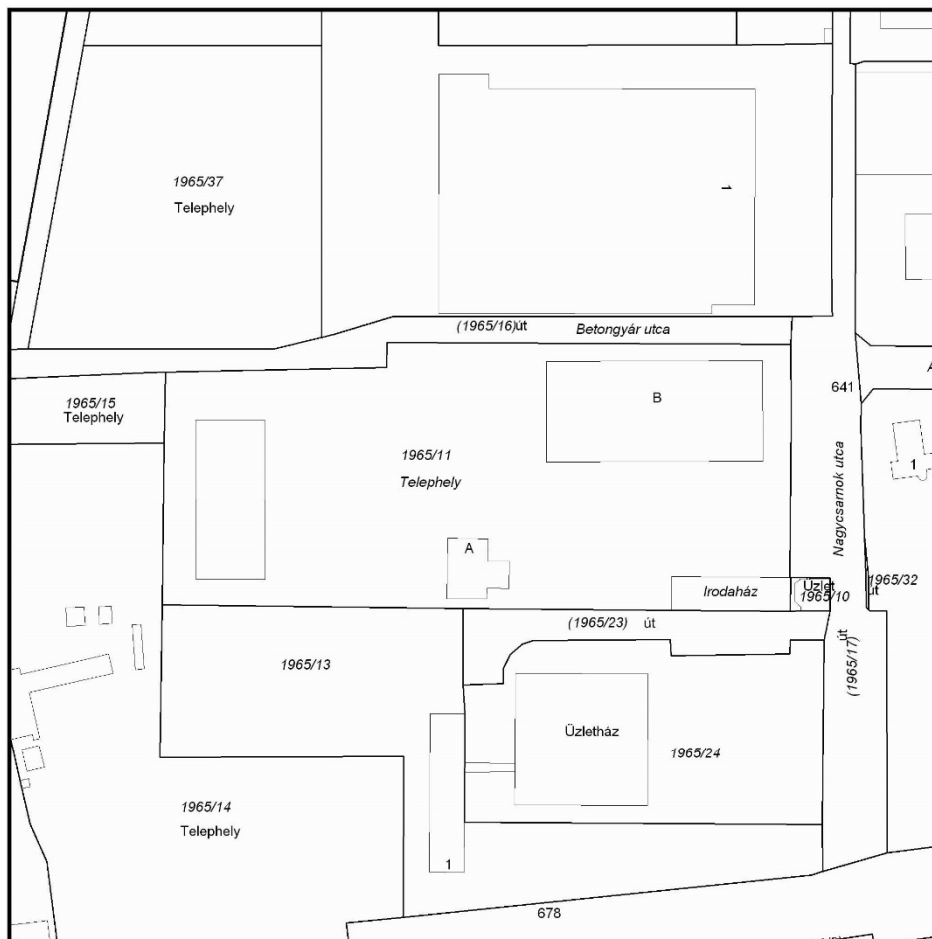 1965/37
Telephely
1
(1965/16)út
Betongyár utca
1965/15
Telephely
B
641
1965/11
Telephely
Nagycsarnok utca
1
A
Irodaház
Üzlet
1965/10
1965/32
út
(1965/23) út
út
(1965/17)
1965/13
Üzletház
1965/24
1965/14
Telephely
1
678